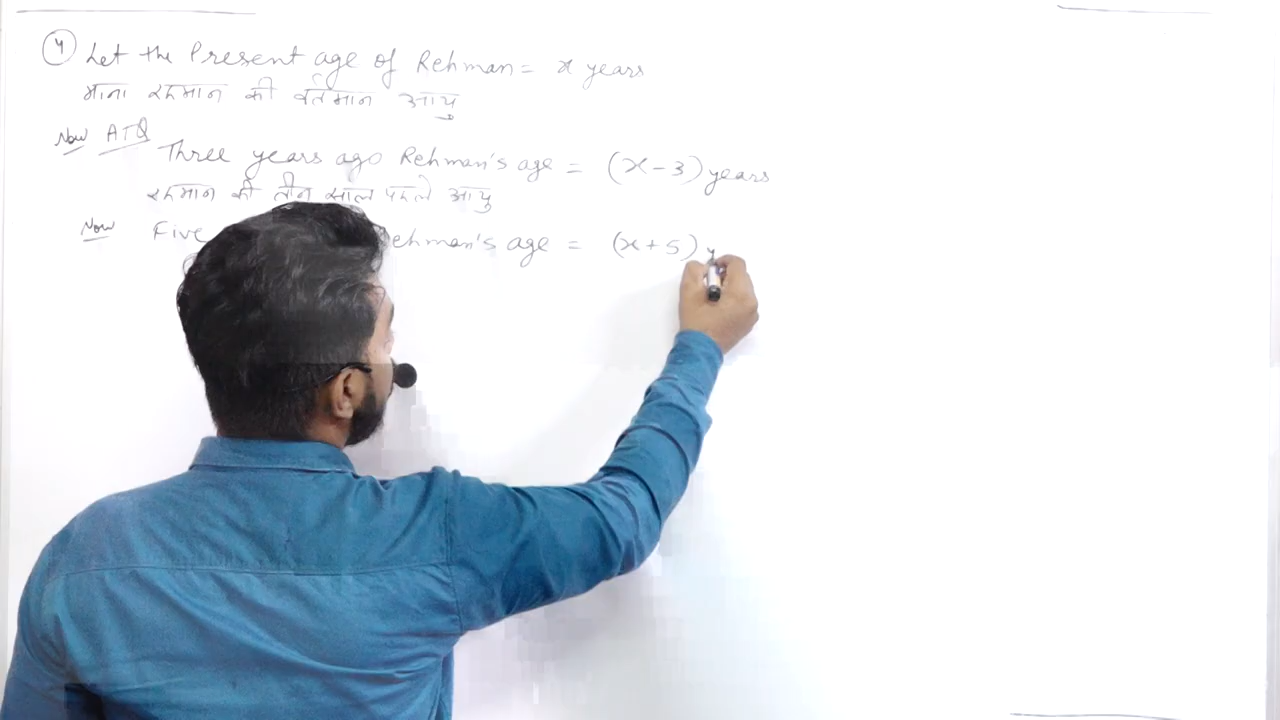 4 Let the Present age of Rehman = x years
माना रहमान की वर्तमान आयु
Now ATQ
Three years ago Rehman's age = (x-3) years
रहमान की तीन साल पहले आयु
Now Five ehman's age = (x+5) y